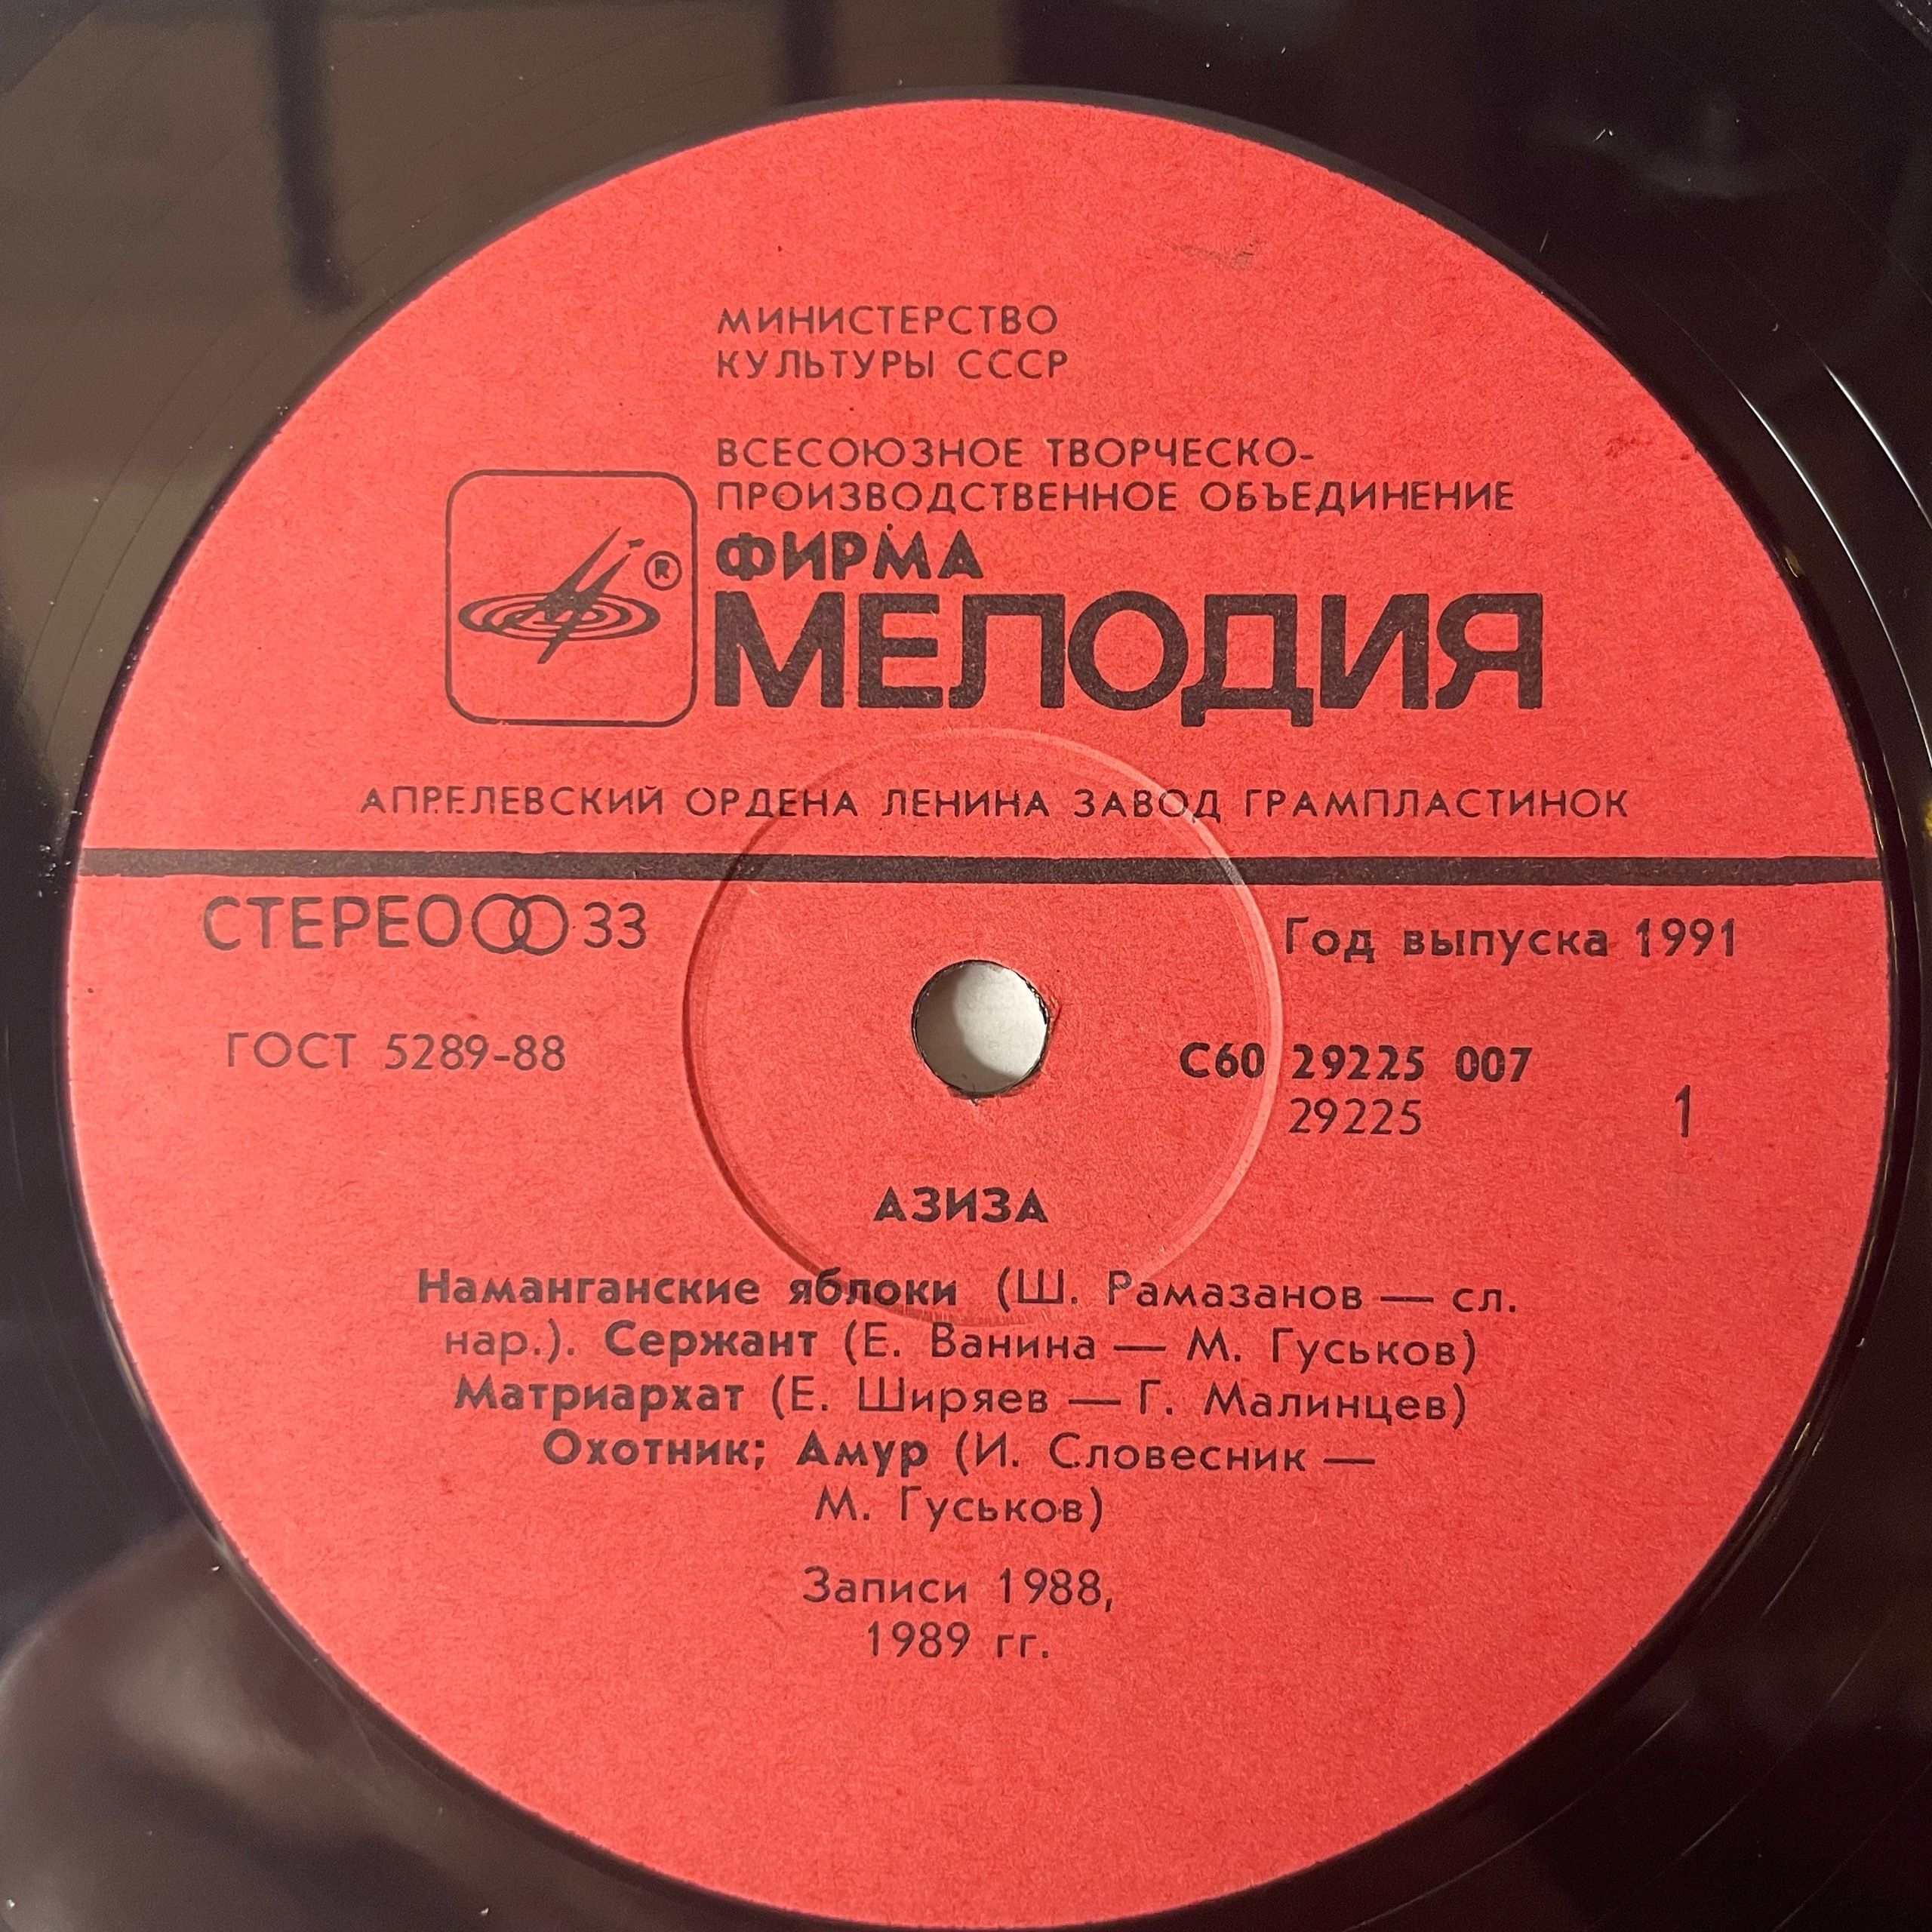 МИНИСТЕРСТВО
КУЛЬТУРЫ СССР
ВСЕСОЮЗНОЕ ТВОРЧЕСКО-
ПРОИЗВОДСТВЕННОЕ ОБЪЕДИНЕНИЕ
®
ФИРМА
МЕЛОДИЯ
АПРЕЛЕВСКИЙ ОРДЕНА ЛЕНИНА ЗАВОД ГРАМПЛАСТИНОК
СТЕРЕО 33
Год выпуска 1991
ГОСТ 5289-88
С60 29225 007
29225
1
АЗИЗА
Наманганские яблоки (Ш. Рамазанов — сл.
нар.). Сержант (Е. Ванина — М. Гуськов)
Матриархат (Е. Ширяев — Г. Малинцев)
Охотник; Амур (И. Словесник —
М. Гуськов)
Записи 1988,
1989 гг.